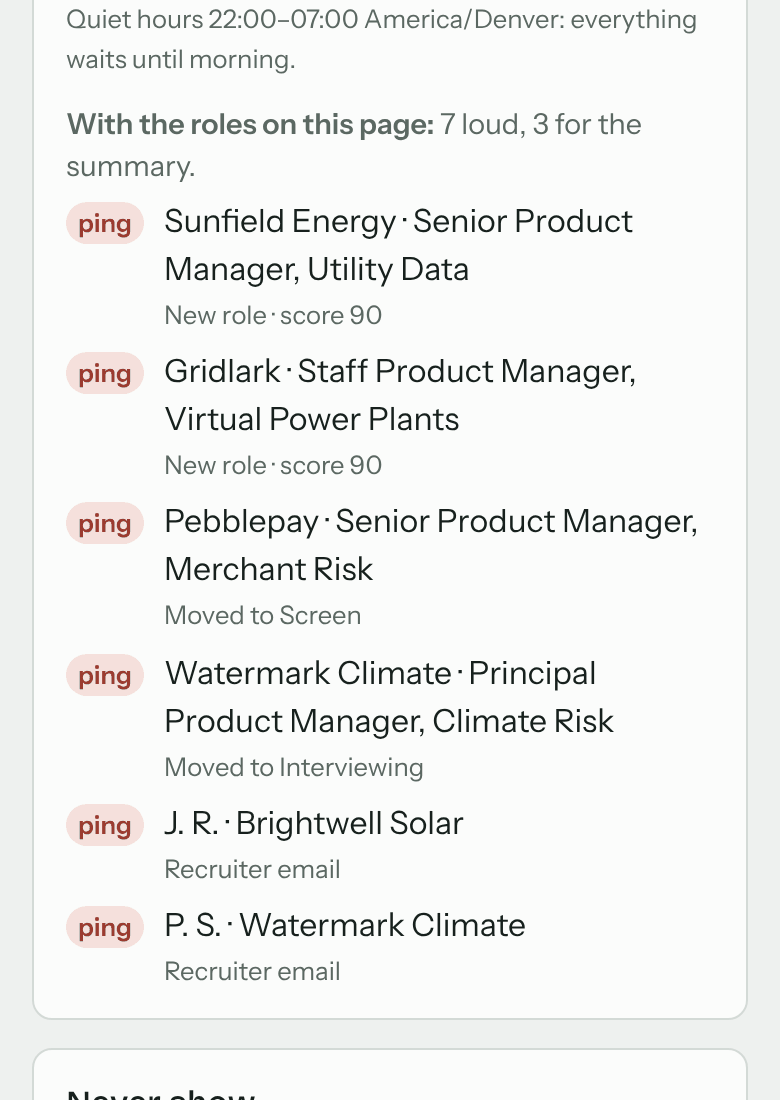 Quiet hours 22:00–07:00 America/Denver: everything
waits until morning.
With the roles on this page: 7 loud, 3 for the
summary.
ping
Sunfield Energy · Senior Product
Manager, Utility Data
New role · score 90
ping
Gridlark · Staff Product Manager,
Virtual Power Plants
New role · score 90
ping
Pebblepay · Senior Product Manager,
Merchant Risk
Moved to Screen
ping
Watermark Climate · Principal
Product Manager, Climate Risk
Moved to Interviewing
ping
J. R. · Brightwell Solar
Recruiter email
ping
P. S. · Watermark Climate
Recruiter email
Never show